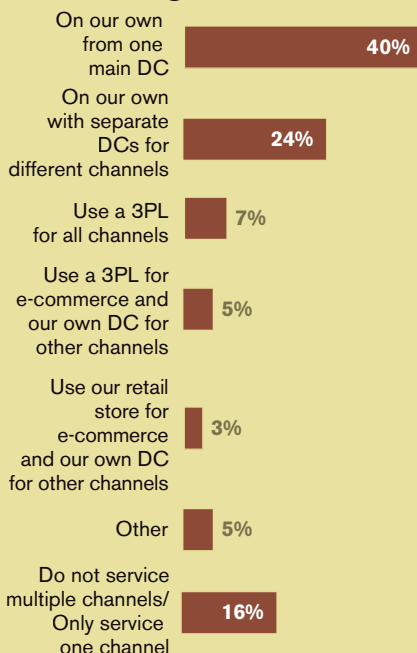 On our own
from one
main DC
40%
On our own
with separate
DCs for
different channels
24%
Use a 3PL
for all channels
7%
Use a 3PL for
e-commerce and
our own DC for
other channels
5%
Use our retail
store for
e-commerce
and our own DC
for other channels
3%
Other
5%
Do not service
multiple channels/
Only service
one channel
16%